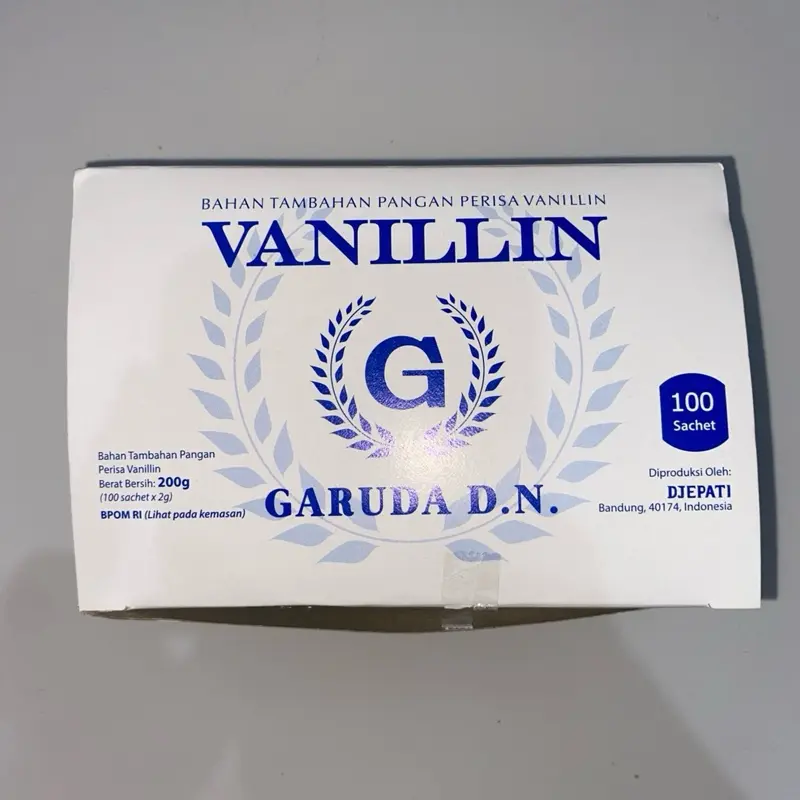 BAHAN TAMBAHAN PANGAN PERISA VANILLIN
VANILLIN
G
GARUDA D.N.
Bahan Tambahan Pangan
Perisa Vanillin
Berat Bersih: 200g
(100 sachet x 2g)
BPOM RI (Lihat pada kemasan)
100
Sachet
Diproduksi Oleh:
DJEPATI
Bandung, 40174, Indonesia